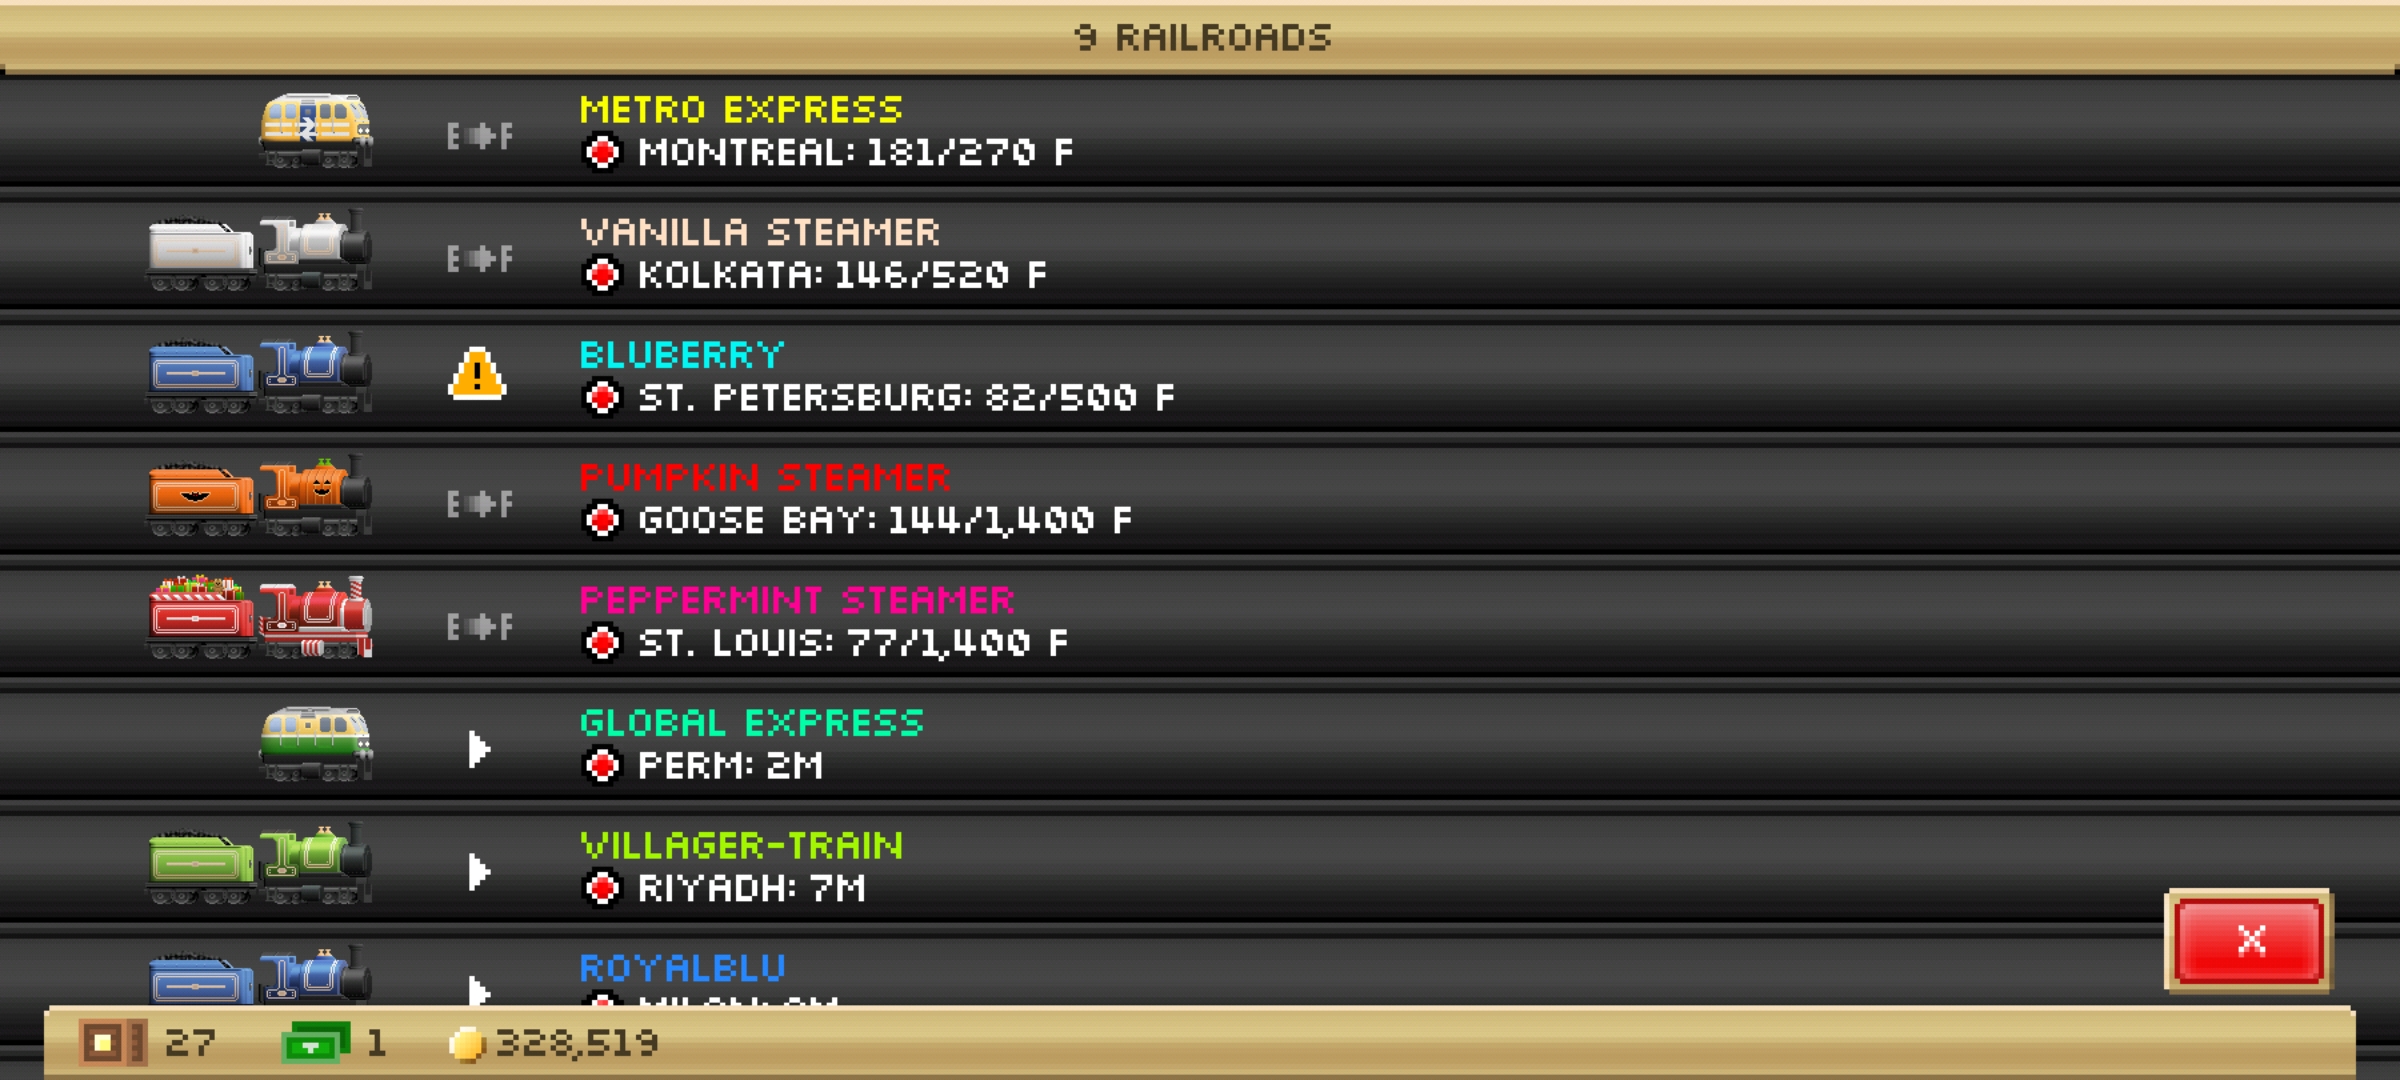 9 RAILROADS
METRO EXPRESS
E F
MONTREAL: 181/270 F
VANILLA STEAMER
E F
KOLKATA: 146/520 F
BLUBERRY
!
ST. PETERSBURG: 82/500 F
PUMPKIN STEAMER
E F
GOOSE BAY: 144/1,400 F
PEPPERMINT STEAMER
E F
ST. LOUIS: 77/1,400 F
GLOBAL EXPRESS
PERM: 2M
VILLAGER-TRAIN
RIYADH: 7M
X
ROYALBLU
27 1 328,519